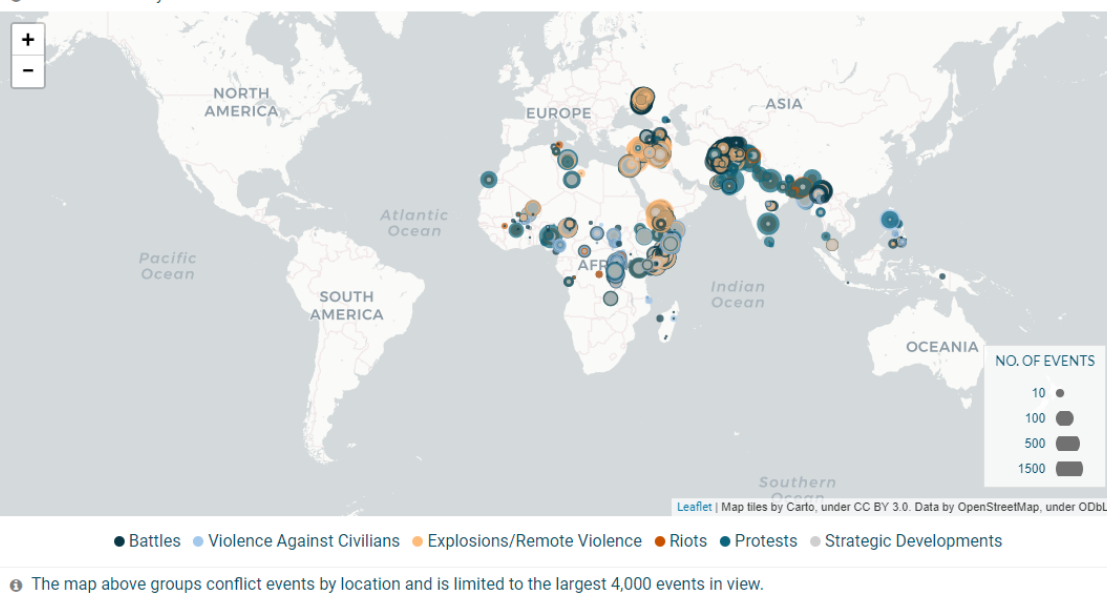 +
−
NORTH
AMERICA
EUROPE
ASIA
Atlantic
Ocean
Pacific
Ocean
AFR
SOUTH
AMERICA
Indian
Ocean
OCEANIA
NO. OF EVENTS
10
100
500
1500
Southern
Ocean
Leaflet | Map tiles by Carto, under CC BY 3.0. Data by OpenStreetMap, under ODbL
Battles Violence Against Civilians Explosions/Remote Violence Riots Protests Strategic Developments
The map above groups conflict events by location and is limited to the largest 4,000 events in view.